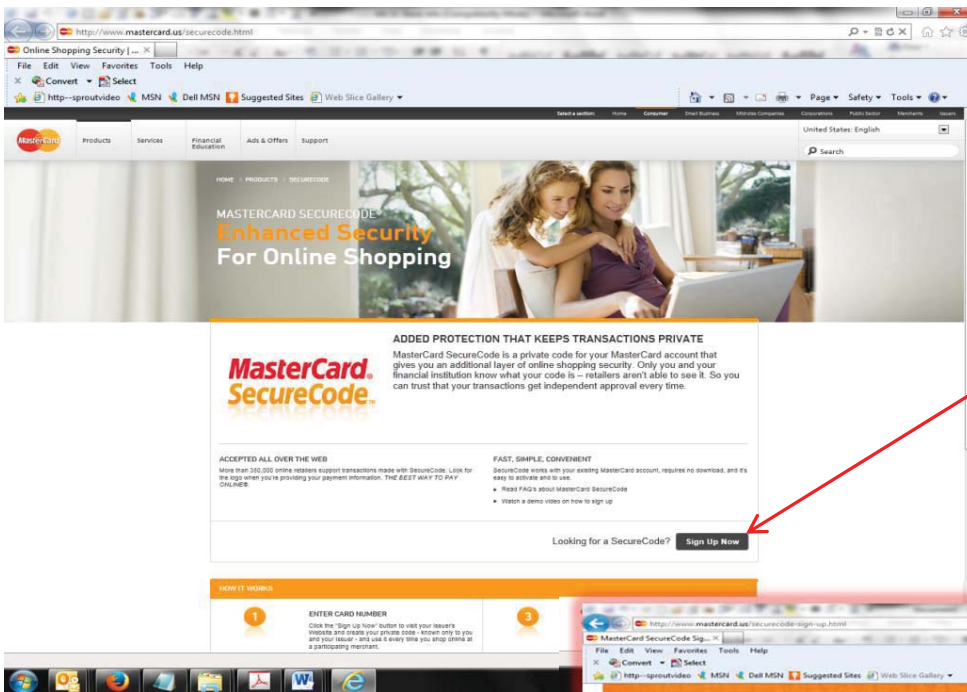 http://www.mastercard.us/securecode.html
Online Shopping Security | ...
File Edit View Favorites Tools Help
Convert Select
http--sproutvideo MSN Dell MSN Suggested Sites Web Slice Gallery
Page Safety Tools
Select a section: Home Consumer Small Business Midsize Companies Corporations Public Sector Merchants Issuers
MasterCard
Products Services Financial Education Ads & Offers Support
United States: English
Search
HOME PRODUCTS SECURECODE
MASTERCARD SECURECODE®
Enhanced Security
For Online Shopping
MasterCard.
SecureCode™
ADDED PROTECTION THAT KEEPS TRANSACTIONS PRIVATE
MasterCard SecureCode is a private code for your MasterCard account that
gives you an additional layer of online shopping security. Only you and your
financial institution know what your code is – retailers aren't able to see it. So you
can trust that your transactions get independent approval every time.
ACCEPTED ALL OVER THE WEB
More than 350,000 online retailers support transactions made with SecureCode. Look for
the logo when you're providing your payment information. THE BEST WAY TO PAY
ONLINE®.
FAST, SIMPLE, CONVENIENT
SecureCode works with your existing MasterCard account, requires no download, and it's
easy to activate and to use.
Read FAQ's about MasterCard SecureCode
Watch a demo video on how to sign up
Looking for a SecureCode? Sign Up Now
HOW IT WORKS
1
ENTER CARD NUMBER
Click the "Sign Up Now" button to visit your issuer's
Website and create your private code - known only to you
and your issuer - and use it every time you shop online at
a participating merchant.
3
http://www.mastercard.us/securecode-sign-up.html
MasterCard SecureCode Sig...
File Edit View Favorites Tools Help
Convert Select
http--sproutvideo MSN Dell MSN Suggested Sites Web Slice Gallery